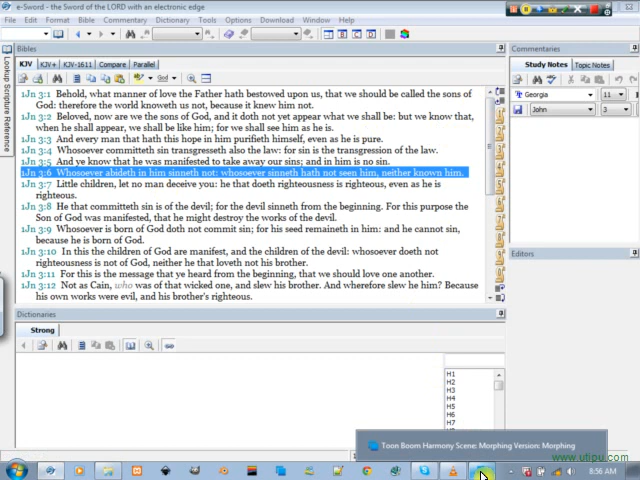 e-Sword - the Sword of the LORD with an electronic edge
File Edit View Format Bible Commentary Dictionary Tools Options Download Window Help
Bibles
Commentaries
KJV KJV+ KJV-1611 Compare Parallel
Study Notes Topic Notes
God
Georgia 11
John 3
Lookup Scripture Reference
1Jn 3:1 Behold, what manner of love the Father hath bestowed upon us, that we should be called the sons of
God: therefore the world knoweth us not, because it knew him not.
1Jn 3:2 Beloved, now are we the sons of God, and it doth not yet appear what we shall be: but we know that,
when he shall appear, we shall be like him; for we shall see him as he is.
1Jn 3:3 And every man that hath this hope in him purifieth himself, even as he is pure.
1Jn 3:4 Whosoever committeth sin transgresseth also the law: for sin is the transgression of the law.
1Jn 3:5 And ye know that he was manifested to take away our sins; and in him is no sin.
1Jn 3:6 Whosoever abideth in him sinneth not: whosoever sinneth hath not seen him, neither known him.
1Jn 3:7 Little children, let no man deceive you: he that doeth righteousness is righteous, even as he is
righteous.
1Jn 3:8 He that committeth sin is of the devil; for the devil sinneth from the beginning. For this purpose the
Son of God was manifested, that he might destroy the works of the devil.
1Jn 3:9 Whosoever is born of God doth not commit sin; for his seed remaineth in him: and he cannot sin,
because he is born of God.
1Jn 3:10 In this the children of God are manifest, and the children of the devil: whosoever doeth not
righteousness is not of God, neither he that loveth not his brother.
1Jn 3:11 For this is the message that ye heard from the beginning, that we should love one another.
1Jn 3:12 Not as Cain, who was of that wicked one, and slew his brother. And wherefore slew he him? Because
his own works were evil, and his brother's righteous.
Editors
Dictionaries
Strong
H1
H2
H3
H4
H5
H6
H7
Toon Boom Harmony Scene: Morphing Version: Morphing
www.utipu.com
8:56 AM